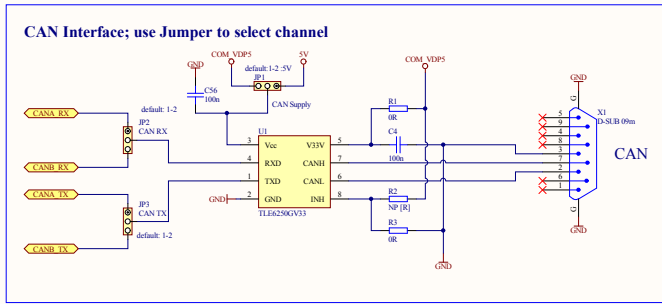 CAN Interface; use Jumper to select channel
GND
COM_VDP5
5V
COM_VDP5
default:1-2 :5V
JP1
C56
100n
CAN Supply
GND
CANA_RX
default: 1-2
JP2
CAN RX
CANB_RX
CANA_TX
JP3
CAN TX
default: 1-2
CANB_TX
U1
3 Vcc V33V 5
4 RXD CANH 7
1 TXD CANL 6
GND 2 GND INH 8
TLE6250GV33
R1
0R
C4
100n
R2
NP [R]
R3
0R
GND
G
X1
D-SUB 09m
5
9
4
8
3
7
2
6
1
CAN
G
GND